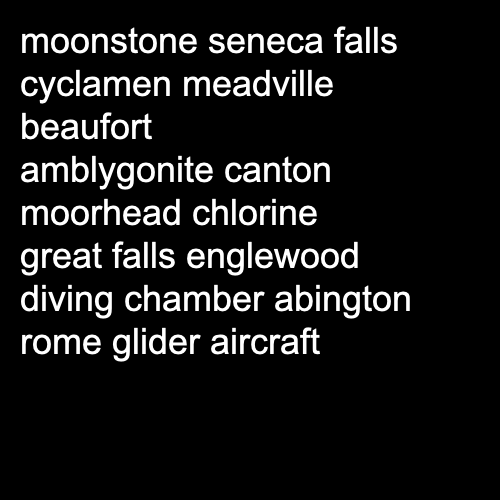 moonstone seneca falls
cyclamen meadville
beaufort
amblygonite canton
moorhead chlorine
great falls englewood
diving chamber abington
rome glider aircraft